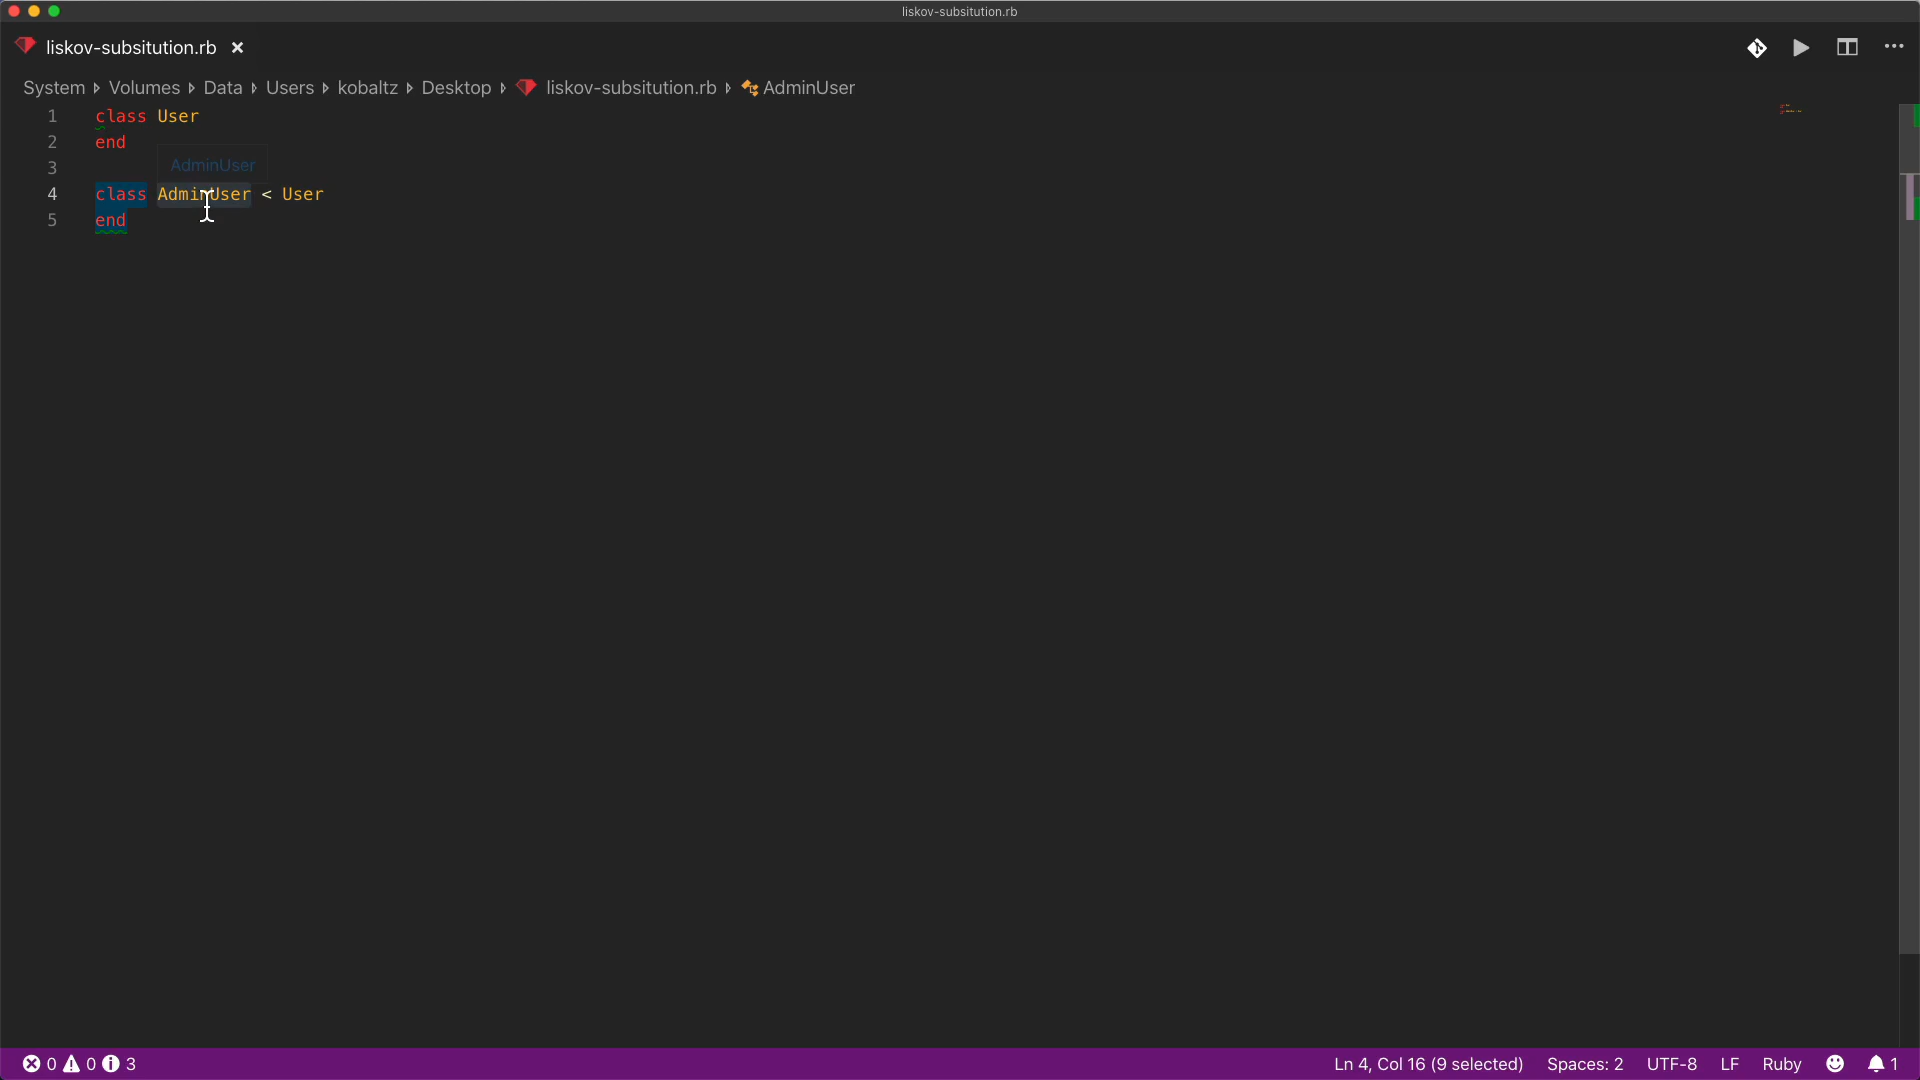 liskov-subsitution.rb
liskov-subsitution.rb
System Volumes Data Users kobaltz Desktop liskov-subsitution.rb AdminUser
1 class User
2 end
3
AdminUser
4 class AdminUser < User
5 end
0 0 3 Ln 4, Col 16 (9 selected) Spaces: 2 UTF-8 LF Ruby 1